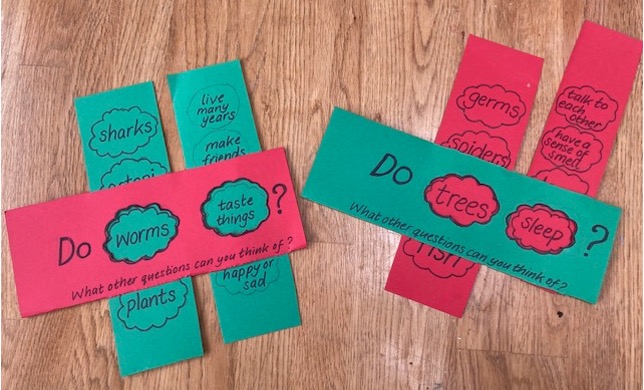 sharks
live
many
years
make
friends
Do worms taste things ?
What other questions can you think of?
plants
happy or
sad
germs
spiders
talk to
each
other
have a
sense of
smell
Do trees sleep ?
What other questions can you think of?